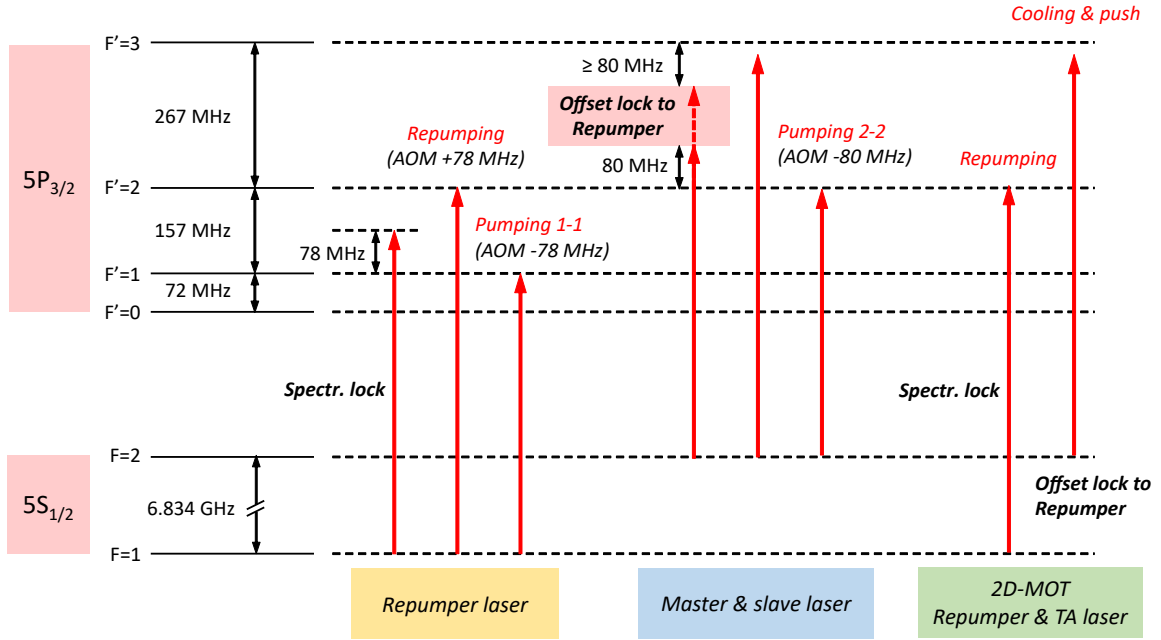 Cooling & push
F'=3
≥ 80 MHz
Offset lock to
Repumper
267 MHz
Repumping
(AOM +78 MHz)
Pumping 2-2
(AOM -80 MHz)
80 MHz
Repumping
5P3/2
F'=2
157 MHz
Pumping 1-1
(AOM -78 MHz)
78 MHz
F'=1
72 MHz
F'=0
Spectr. lock
Spectr. lock
F=2
5S1/2
6.834 GHz
Offset lock to
Repumper
F=1
Repumper laser
Master & slave laser
2D-MOT
Repumper & TA laser